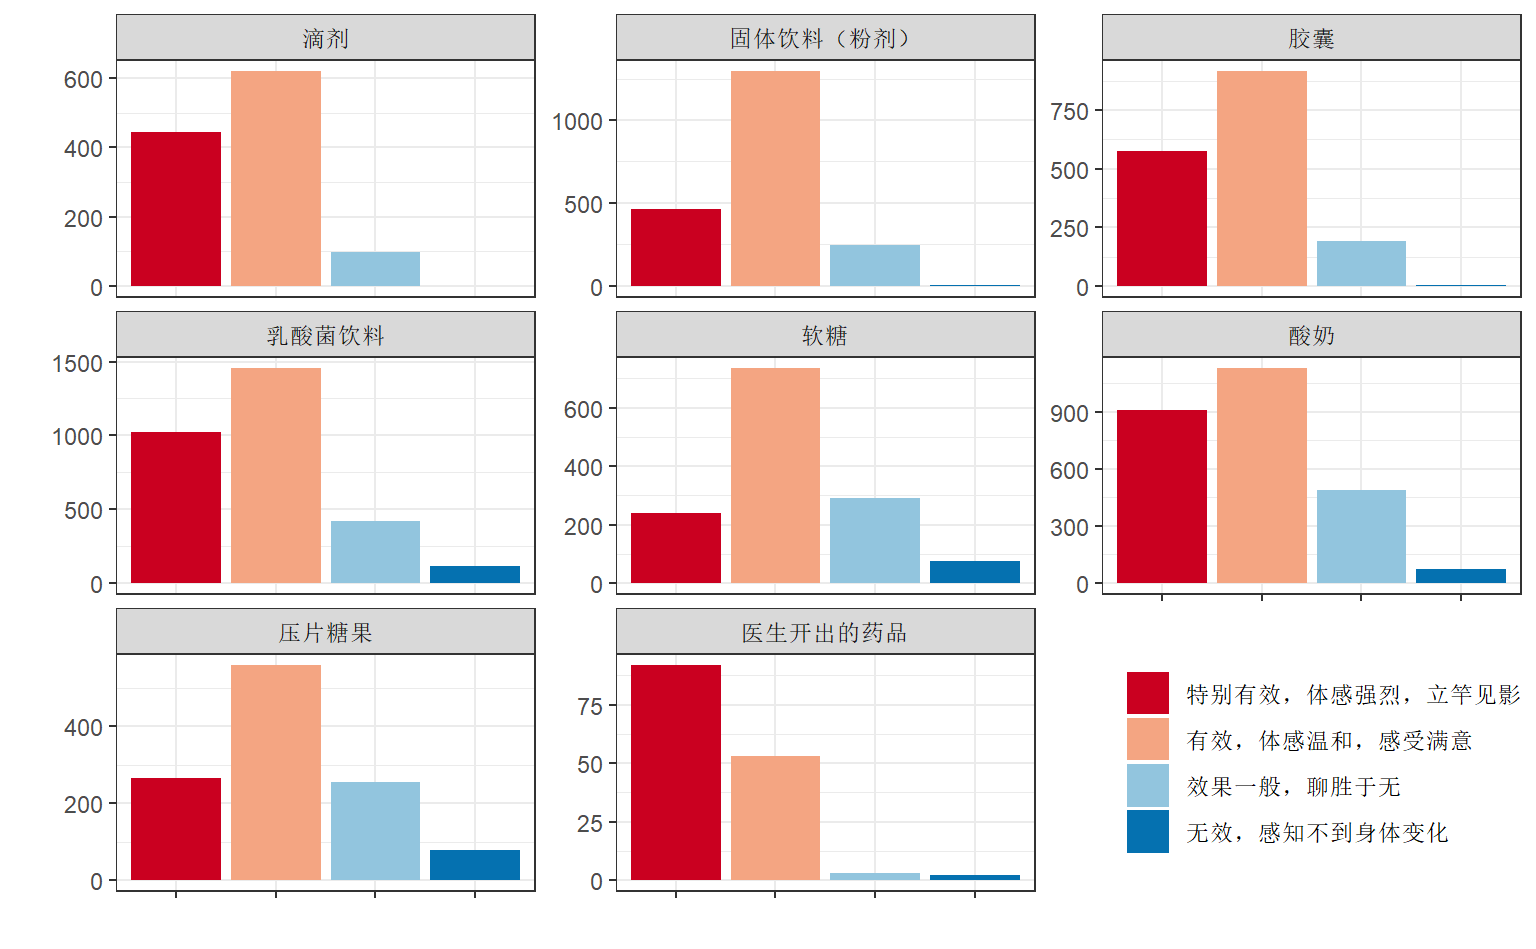 滴剂
固体饮料（粉剂）
胶囊
600
400
200
0
1000
500
0
750
500
250
0
乳酸菌饮料
软糖
酸奶
1500
1000
500
0
600
400
200
0
900
600
300
0
压片糖果
医生开出的药品
400
200
0
75
50
25
0
特别有效，体感强烈，立竿见影
有效，体感温和，感受满意
效果一般，聊胜于无
无效，感知不到身体变化